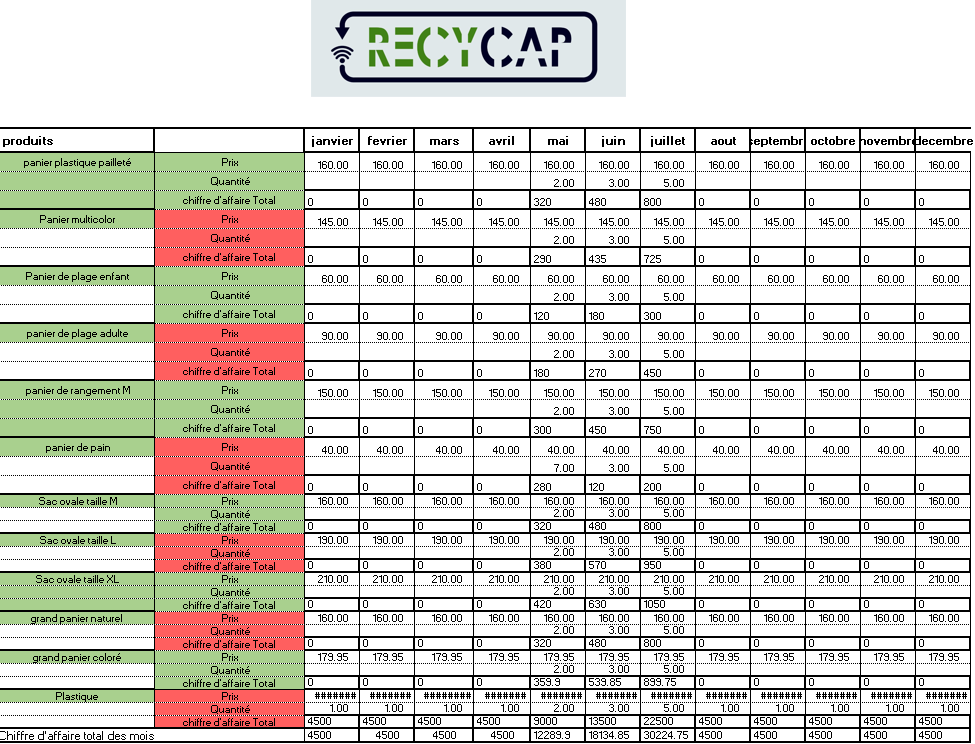 RECYCAP
produits janvier fevrier mars avril mai juin juillet aout septembr octobre novembre decembre
panier plastique pailleté Prix 160.00 160.00 160.00 160.00 160.00 160.00 160.00 160.00 160.00 160.00 160.00 160.00
Quantité 2.00 3.00 5.00
chiffre d'affaire Total 0 0 0 0 320 480 800 0 0 0 0 0
Panier multicolor Prix 145.00 145.00 145.00 145.00 145.00 145.00 145.00 145.00 145.00 145.00 145.00 145.00
Quantité 2.00 3.00 5.00
chiffre d'affaire Total 0 0 0 0 290 435 725 0 0 0 0 0
Panier de plage enfant Prix 60.00 60.00 60.00 60.00 60.00 60.00 60.00 60.00 60.00 60.00 60.00 60.00
Quantité 2.00 3.00 5.00
chiffre d'affaire Total 0 0 0 0 120 180 300 0 0 0 0 0
panier de plage adulte Prix 90.00 90.00 90.00 90.00 90.00 90.00 90.00 90.00 90.00 90.00 90.00 90.00
Quantité 2.00 3.00 5.00
chiffre d'affaire Total 0 0 0 0 180 270 450 0 0 0 0 0
panier de rangement M Prix 150.00 150.00 150.00 150.00 150.00 150.00 150.00 150.00 150.00 150.00 150.00 150.00
Quantité 2.00 3.00 5.00
chiffre d'affaire Total 0 0 0 0 300 450 750 0 0 0 0 0
panier de pain Prix 40.00 40.00 40.00 40.00 40.00 40.00 40.00 40.00 40.00 40.00 40.00 40.00
Quantité 7.00 3.00 5.00
chiffre d'affaire Total 0 0 0 0 280 120 200 0 0 0 0 0
Sac ovale taille M Prix 160.00 160.00 160.00 160.00 160.00 160.00 160.00 160.00 160.00 160.00 160.00 160.00
Quantité 2.00 3.00 5.00
chiffre d'affaire Total 0 0 0 0 320 480 800 0 0 0 0 0
Sac ovale taille L Prix 190.00 190.00 190.00 190.00 190.00 190.00 190.00 190.00 190.00 190.00 190.00 190.00
Quantité 2.00 3.00 5.00
chiffre d'affaire Total 0 0 0 0 380 570 950 0 0 0 0 0
Sac ovale taille XL Prix 210.00 210.00 210.00 210.00 210.00 210.00 210.00 210.00 210.00 210.00 210.00 210.00
Quantité 2.00 3.00 5.00
chiffre d'affaire Total 0 0 0 0 420 630 1050 0 0 0 0 0
grand panier naturel Prix 160.00 160.00 160.00 160.00 160.00 160.00 160.00 160.00 160.00 160.00 160.00 160.00
Quantité 2.00 3.00 5.00
chiffre d'affaire Total 0 0 0 0 320 480 800 0 0 0 0 0
grand panier coloré Prix 179.95 179.95 179.95 179.95 179.95 179.95 179.95 179.95 179.95 179.95 179.95 179.95
Quantité 2.00 3.00 5.00
chiffre d'affaire Total 0 0 0 0 359.9 539.85 899.75 0 0 0 0 0
Plastique Prix ####### ####### ######## ####### ####### ####### ####### ####### ####### ####### ####### #######
Quantité 1.00 1.00 1.00 1.00 2.00 3.00 5.00 1.00 1.00 1.00 1.00 1.00
chiffre d'affaire Total 4500 4500 4500 4500 9000 13500 22500 4500 4500 4500 4500 4500
Chiffre d'affaire total des mois 4500 4500 4500 4500 12289.9 18134.85 30224.75 4500 4500 4500 4500 4500